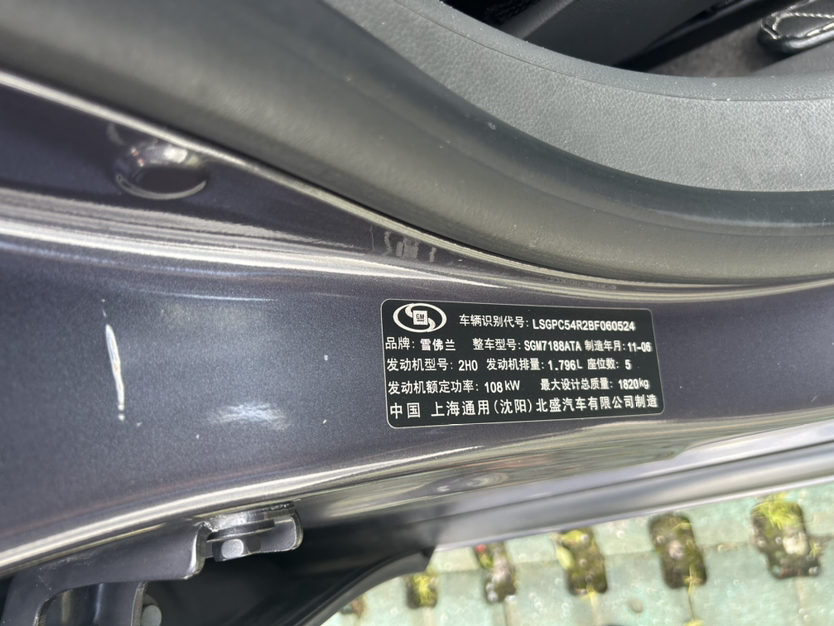 GM
车辆识别代号: LSGPC54R2BF060524
品牌: 雪佛兰 整车型号: SGM7188ATA 制造年月: 11-06
发动机型号: 2H0 发动机排量: 1.796L 座位数: 5
发动机额定功率: 108kW 最大设计总质量: 1820kg
中国 上海通用(沈阳)北盛汽车有限公司制造